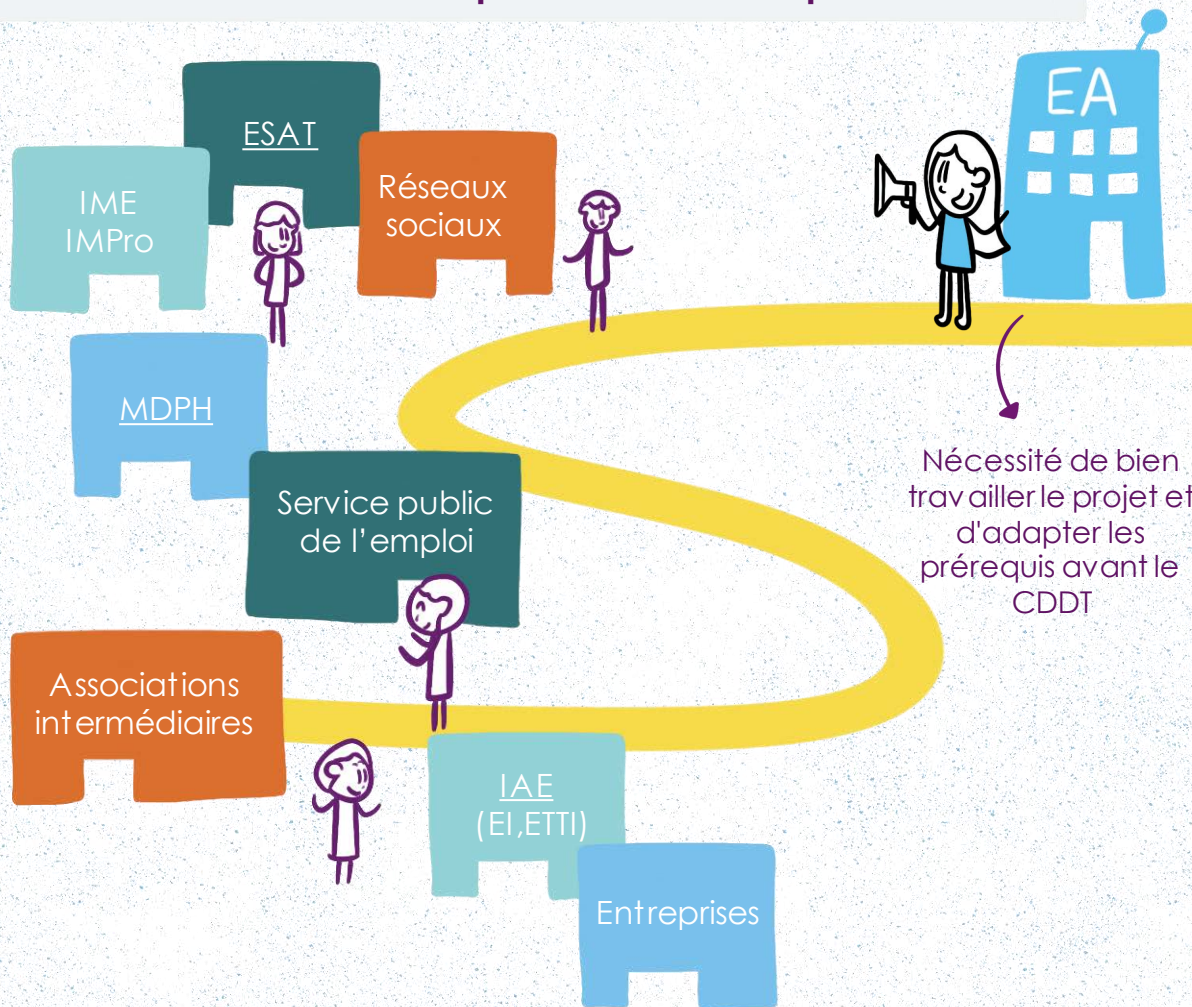 EA
ESAT
Réseaux
sociaux
IME
IMPro
MDPH
Service public
de l'emploi
Nécessité de bien
travailler le projet et
d'adapter les
prérequis avant le
CDDT
Associations
intermédiaires
IAE
(EI,ETTI)
Entreprises